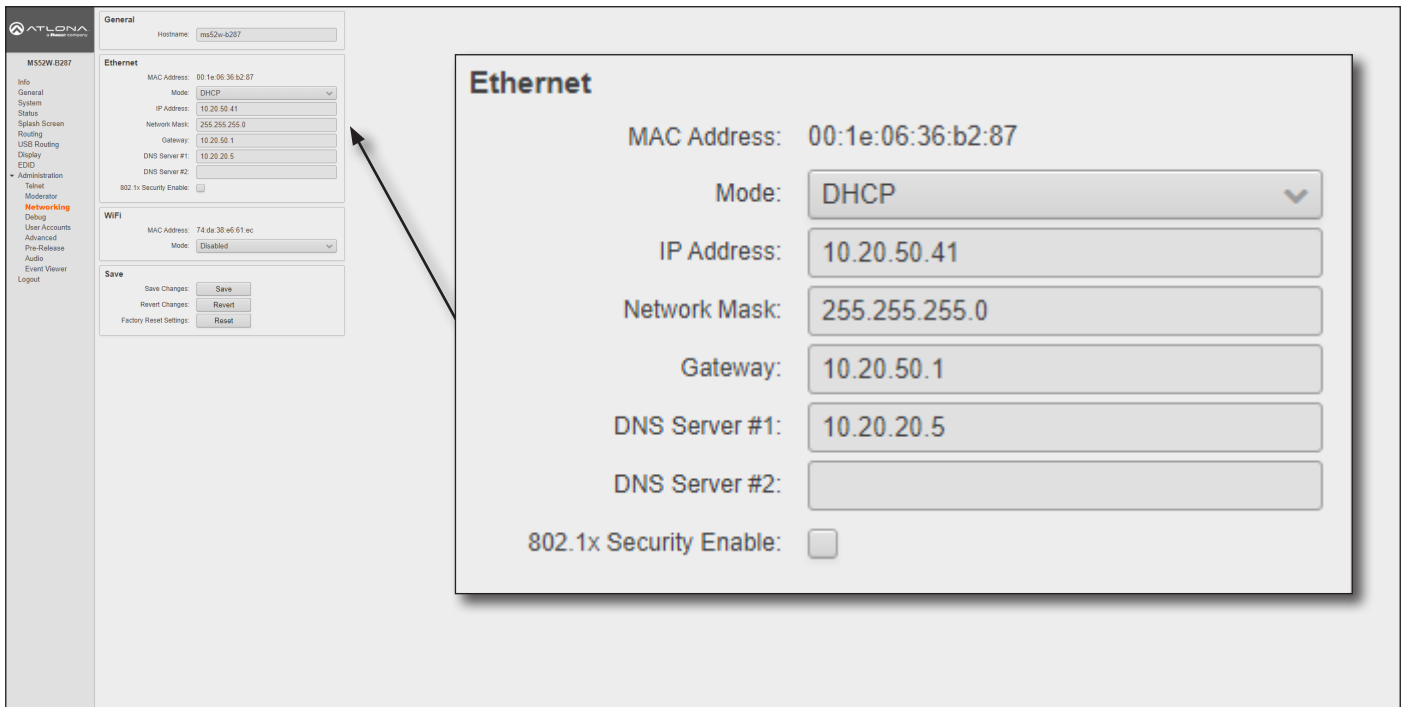 ATLONA
a Panduit company
MS52W-B287
Info
General
System
Status
Splash Screen
Routing
USB Routing
Display
EDID
Administration
Telnet
Moderator
Networking
Debug
User Accounts
Advanced
Pre-Release
Audio
Event Viewer
Logout
General
Hostname: ms52w-b287
Ethernet
MAC Address: 00:1e:06:36:b2:87
Mode: DHCP
IP Address: 10.20.50.41
Network Mask: 255.255.255.0
Gateway: 10.20.50.1
DNS Server #1: 10.20.20.5
DNS Server #2:
802.1x Security Enable:
WiFi
MAC Address: 74:da:38:e6:61:ec
Mode: Disabled
Save
Save Changes: Save
Revert Changes: Revert
Factory Reset Settings: Reset
Ethernet
MAC Address: 00:1e:06:36:b2:87
Mode: DHCP
IP Address: 10.20.50.41
Network Mask: 255.255.255.0
Gateway: 10.20.50.1
DNS Server #1: 10.20.20.5
DNS Server #2:
802.1x Security Enable: